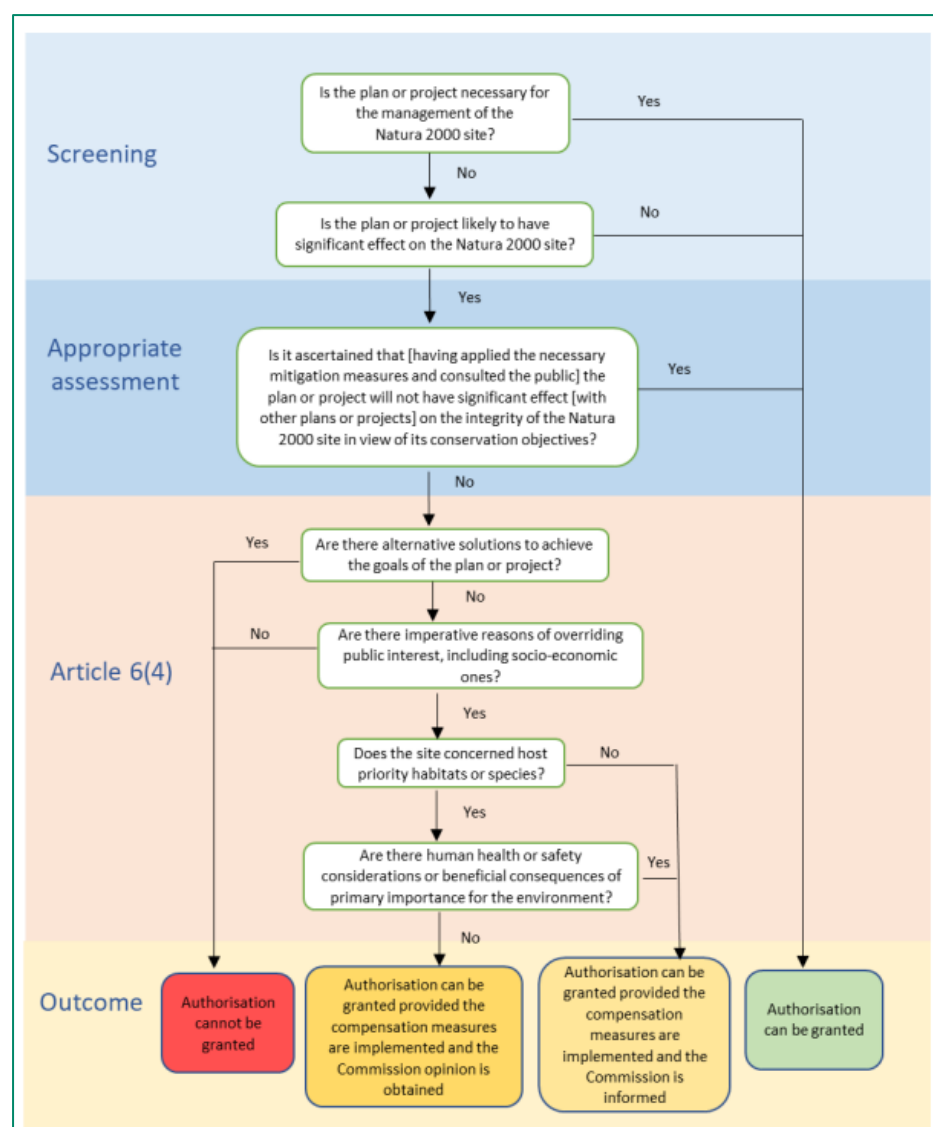 Is the plan or project necessary for
the management of the
Natura 2000 site?
Yes
Screening
No
Is the plan or project likely to have
significant effect on the Natura 2000 site?
No
Yes
Appropriate
assessment
Is it ascertained that [having applied the necessary
mitigation measures and consulted the public] the
plan or project will not have significant effect [with
other plans or projects] on the integrity of the Natura
2000 site in view of its conservation objectives?
Yes
No
Yes
Are there alternative solutions to achieve
the goals of the plan or project?
No
No
Are there imperative reasons of overriding
public interest, including socio-economic
ones?
Article 6(4)
Yes
Does the site concerned host
priority habitats or species?
No
Yes
Are there human health or safety
considerations or beneficial consequences of
primary importance for the environment?
Yes
No
Outcome
Authorisation
cannot be
granted
Authorisation can be
granted provided the
compensation measures
are implemented and the
Commission opinion is
obtained
Authorisation can be
granted provided the
compensation
measures are
implemented and the
Commission is
informed
Authorisation
can be granted